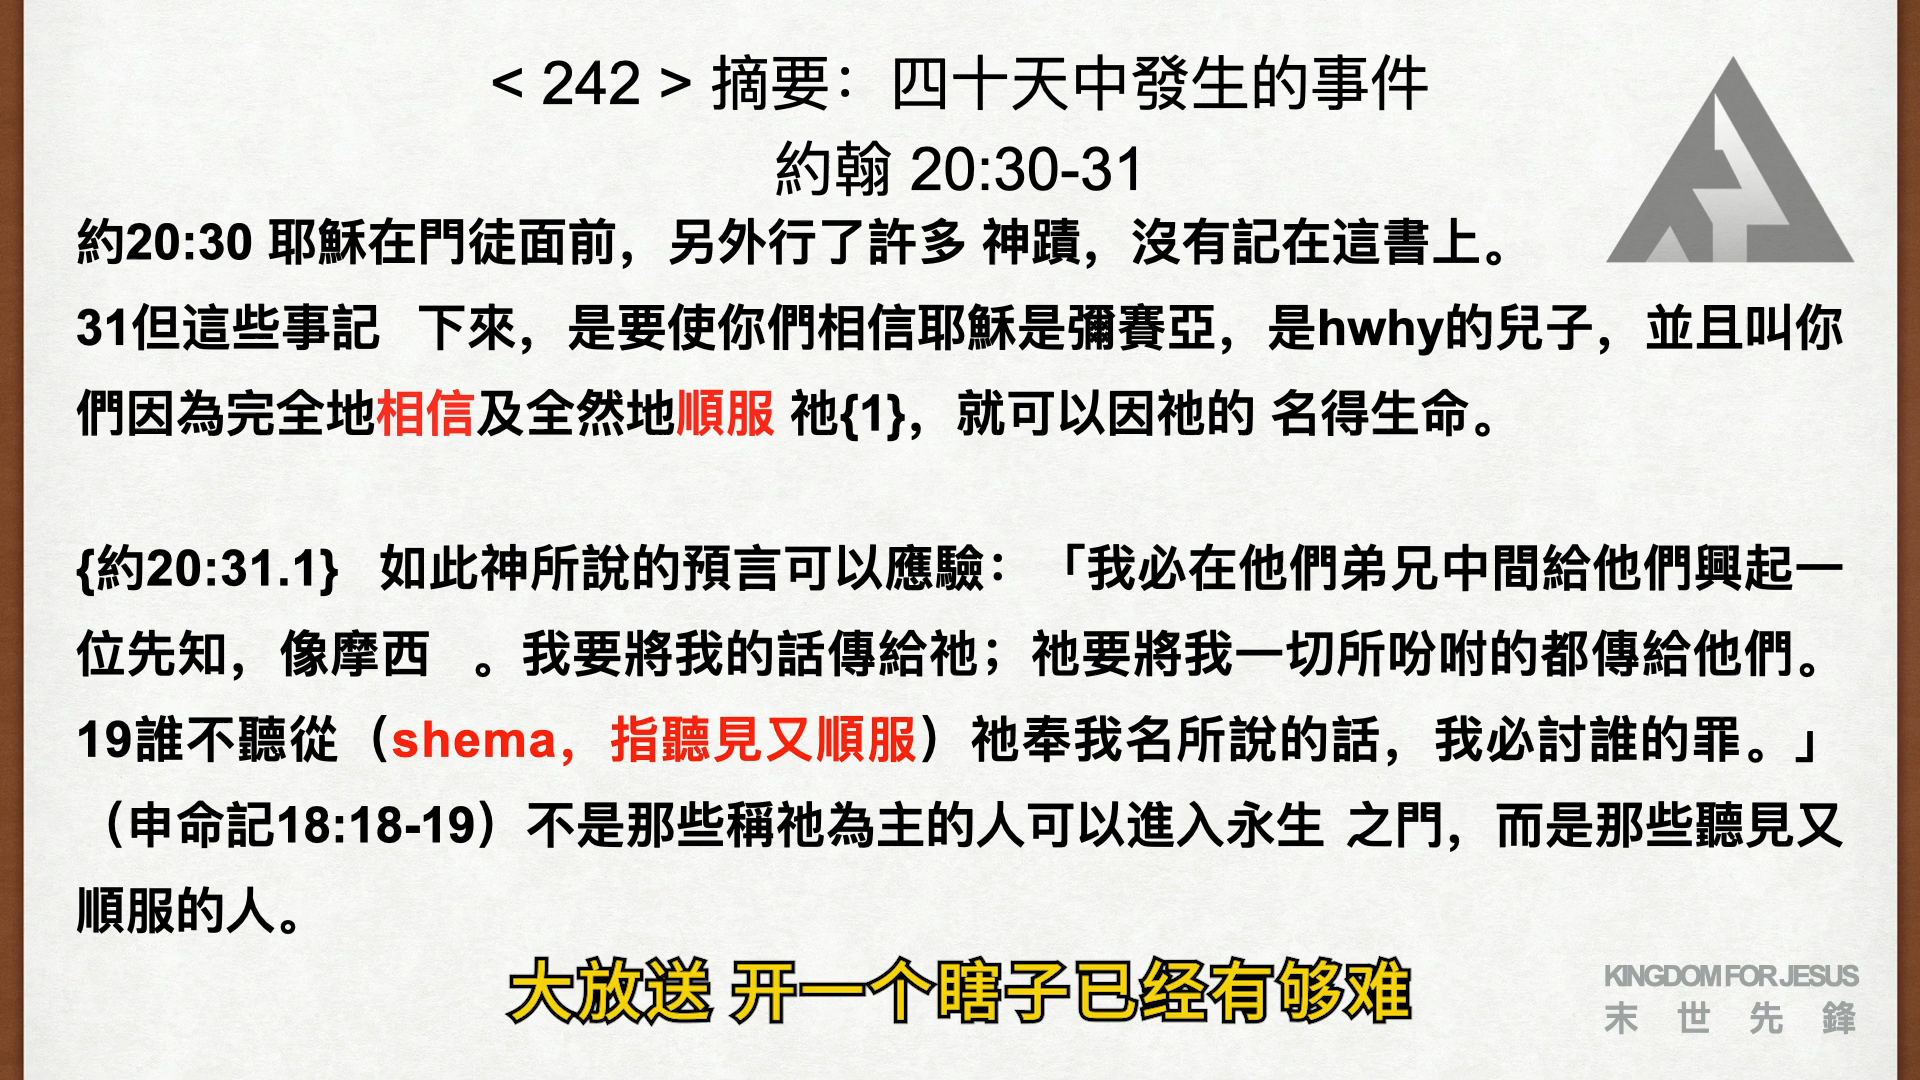 < 242 > 摘要：四十天中發生的事件
約翰 20:30-31
約20:30 耶穌在門徒面前，另外行了許多 神蹟，沒有記在這書上。
31但這些事記 下來，是要使你們相信耶穌是彌賽亞，是hwhy的兒子，並且叫你
們因為完全地相信及全然地順服 祂{1}，就可以因祂的 名得生命。
{約20:31.1} 如此神所說的預言可以應驗：「我必在他們弟兄中間給他們興起一
位先知，像摩西 。我要將我的話傳給祂；祂要將我一切所吩咐的都傳給他們。
19誰不聽從（shema，指聽見又順服）祂奉我名所說的話，我必討誰的罪。」
（申命記18:18-19）不是那些稱祂為主的人可以進入永生 之門，而是那些聽見又
順服的人。
大放送 开一个瞎子已经有够难
KINGDOM FOR JESUS
末世先鋒